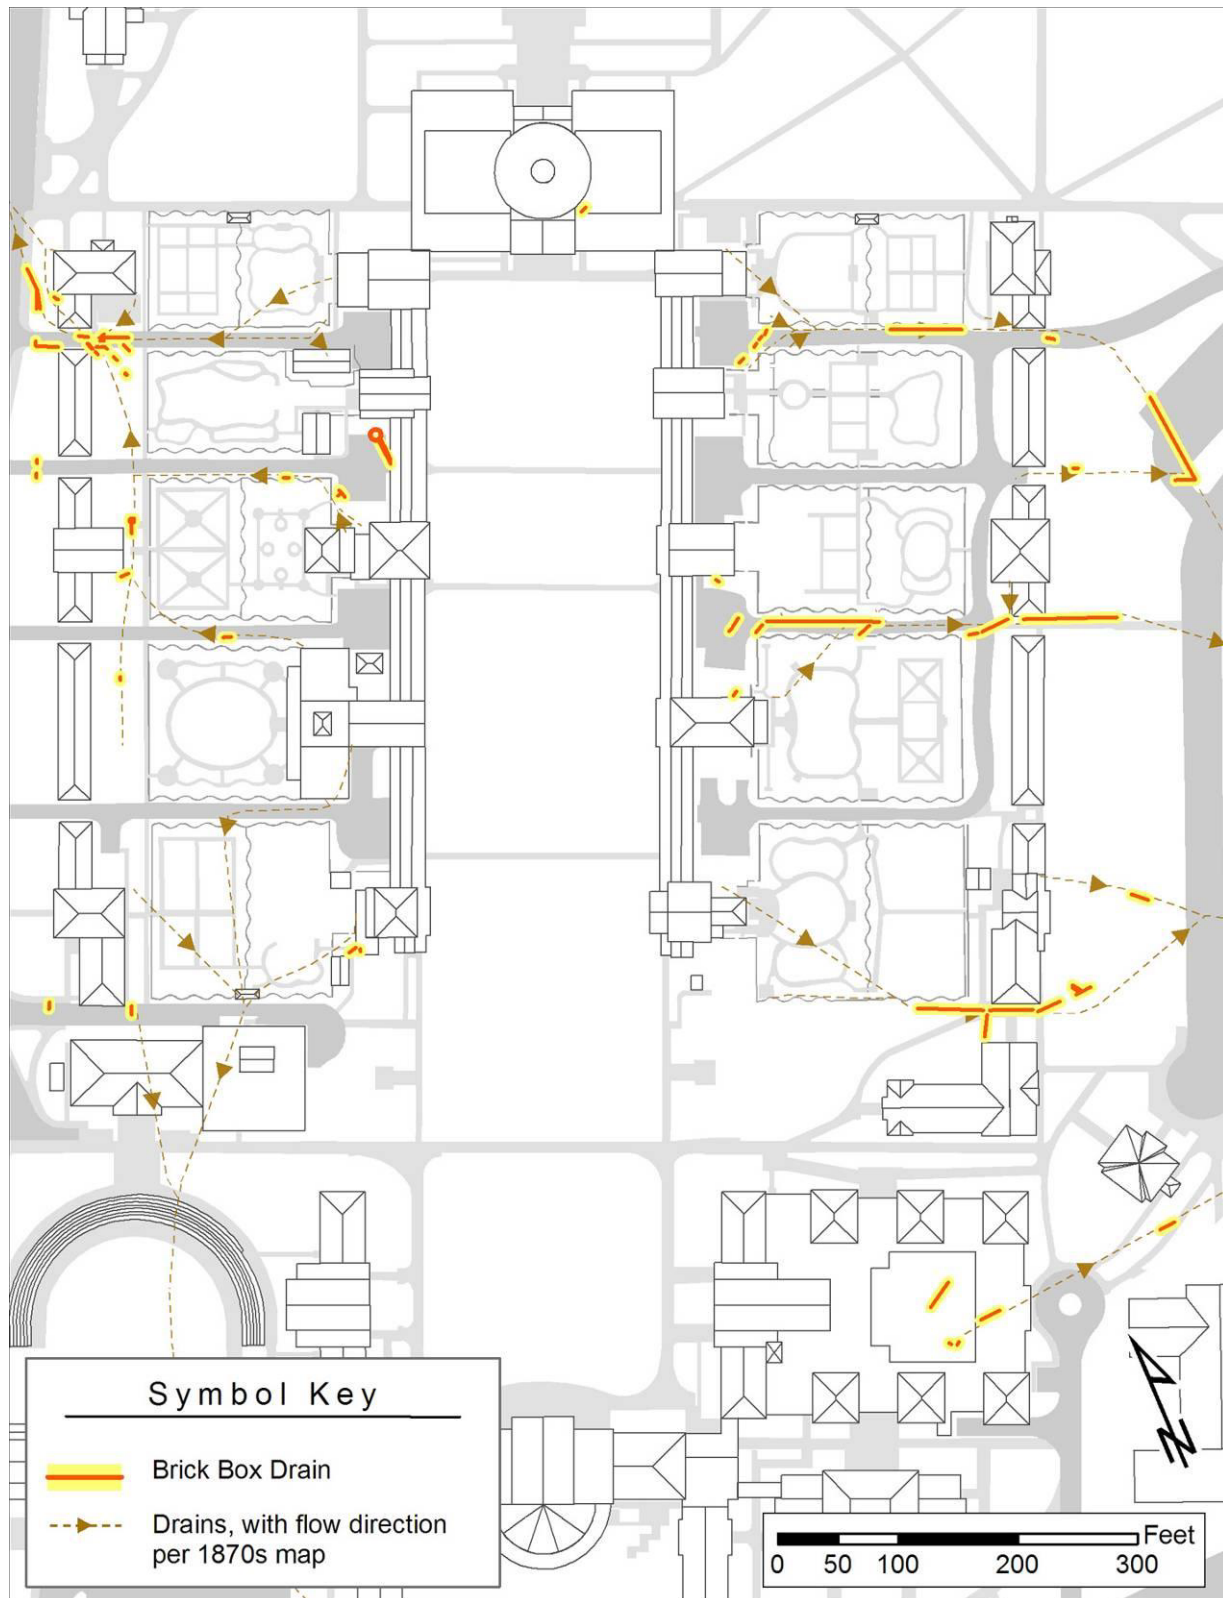 Symbol Key
Brick Box Drain
Drains, with flow direction
per 1870s map
N
Feet
0 50 100 200 300